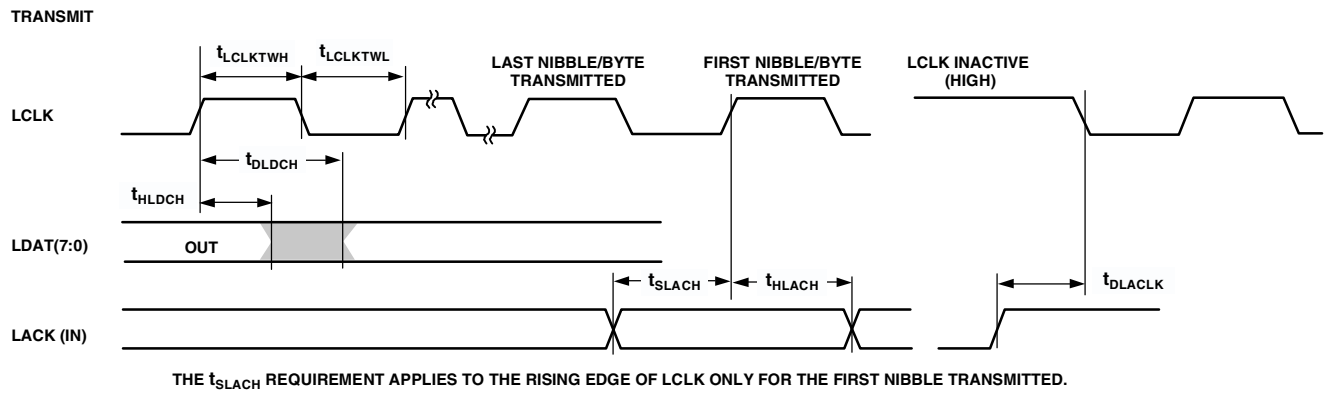 TRANSMIT
tLCLKTWH
tLCLKTWL
LAST NIBBLE/BYTE
TRANSMITTED
FIRST NIBBLE/BYTE
TRANSMITTED
LCLK INACTIVE
(HIGH)
LCLK
tDLDCH
tHLDCH
LDAT(7:0)
OUT
tSLACH
tHLACH
tDLACLK
LACK (IN)
THE tSLACH REQUIREMENT APPLIES TO THE RISING EDGE OF LCLK ONLY FOR THE FIRST NIBBLE TRANSMITTED.